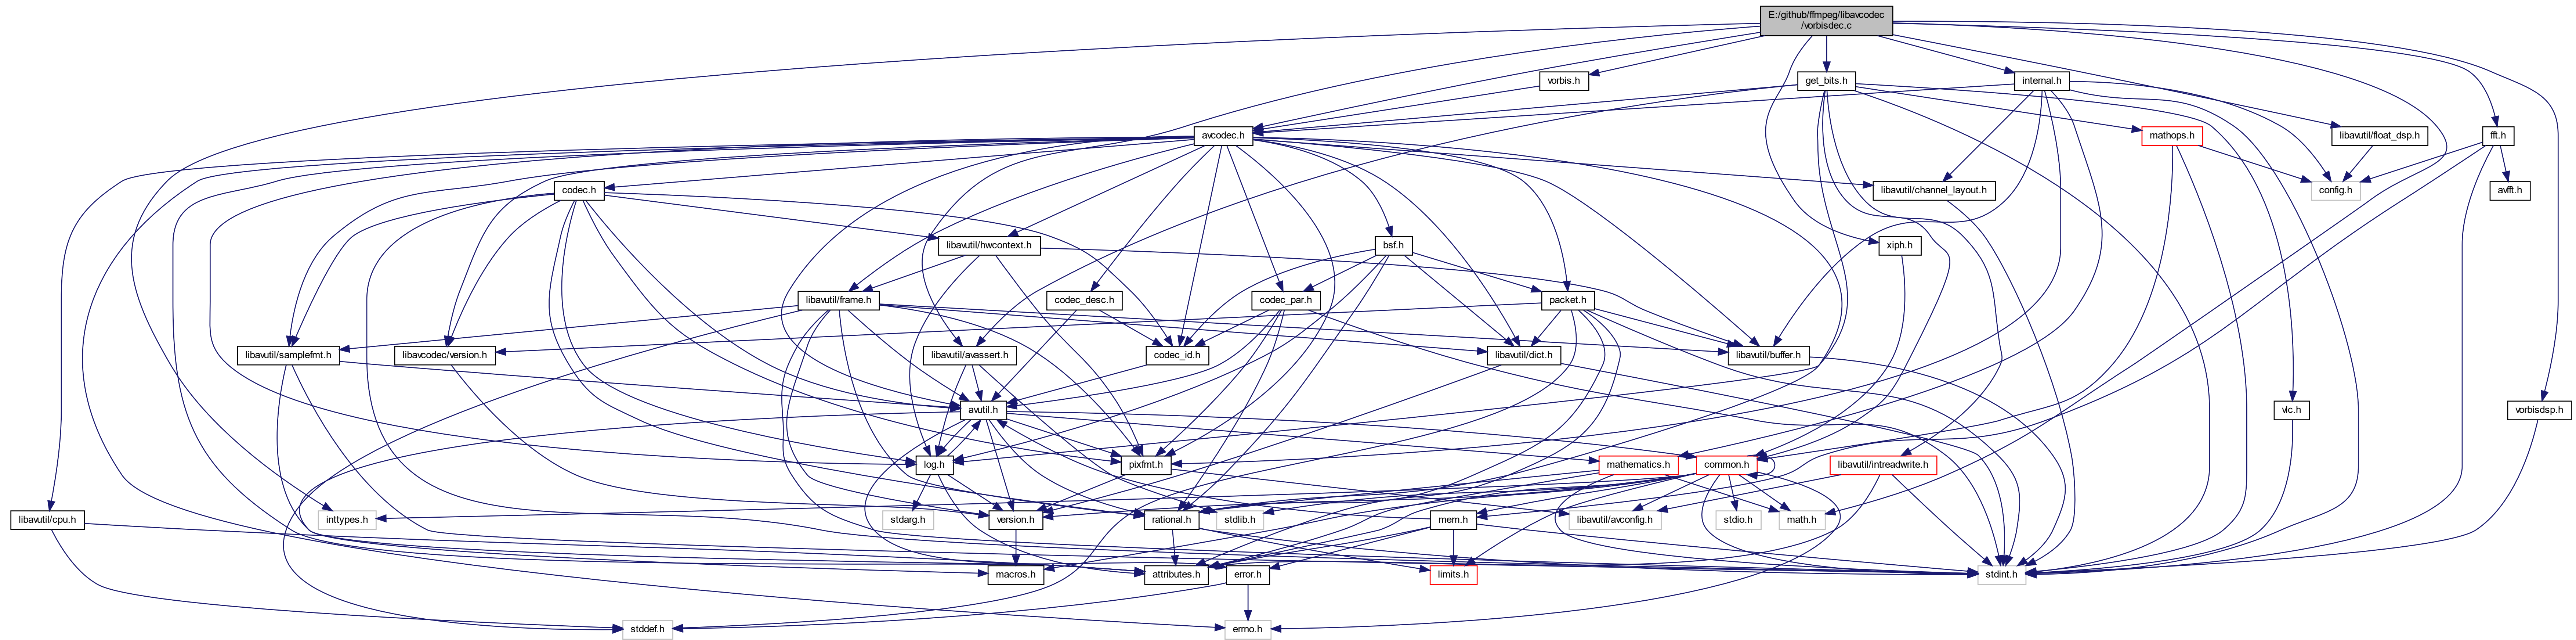 E:/github/ffmpeg/libavcodec
/vorbisdec.c
vorbis.h
get_bits.h
internal.h
avcodec.h
mathops.h
libavutil/float_dsp.h
fft.h
codec.h
libavutil/channel_layout.h
config.h
avfft.h
libavutil/hwcontext.h
bsf.h
xiph.h
libavutil/frame.h
codec_desc.h
codec_par.h
packet.h
libavutil/samplefmt.h
libavcodec/version.h
libavutil/avassert.h
codec_id.h
libavutil/dict.h
libavutil/buffer.h
avutil.h
vlc.h
vorbisdsp.h
log.h
pixfmt.h
mathematics.h
common.h
libavutil/intreadwrite.h
libavutil/cpu.h
inttypes.h
stdarg.h
version.h
rational.h
stdlib.h
mem.h
libavutil/avconfig.h
stdio.h
math.h
macros.h
attributes.h
error.h
limits.h
stdint.h
stddef.h
errno.h